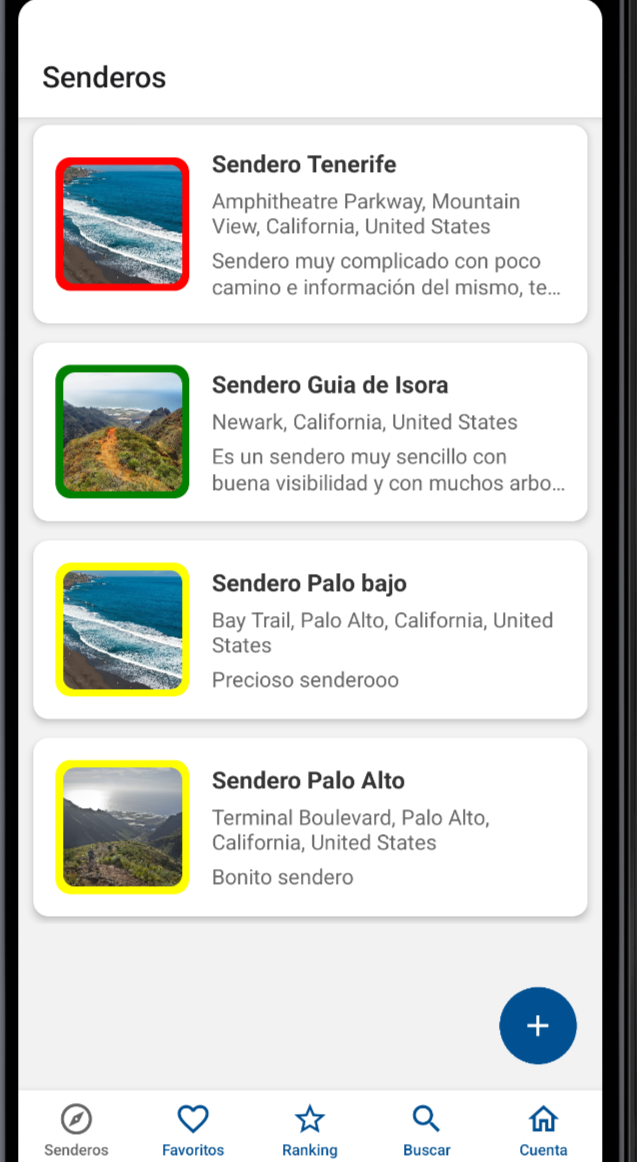 Senderos
Sendero Tenerife
Amphitheatre Parkway, Mountain
View, California, United States
Sendero muy complicado con poco
camino e información del mismo, te…
Sendero Guia de Isora
Newark, California, United States
Es un sendero muy sencillo con
buena visibilidad y con muchos arbo…
Sendero Palo bajo
Bay Trail, Palo Alto, California, United
States
Precioso senderooo
Sendero Palo Alto
Terminal Boulevard, Palo Alto,
California, United States
Bonito sendero
+
Senderos
Favoritos
Ranking
Buscar
Cuenta